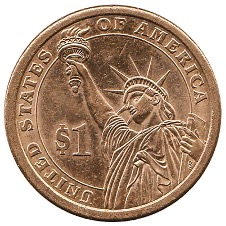 UNITED STATES OF AMERICA
$1